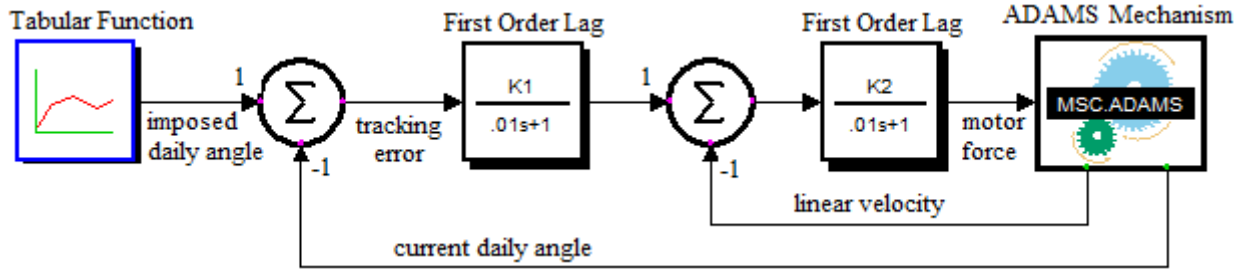 Tabular Function
First Order Lag
First Order Lag
ADAMS Mechanism
1
Σ
K1
.01s+1
1
Σ
K2
.01s+1
MSC.ADAMS
imposed
daily angle
tracking
error
motor
force
-1
-1
linear velocity
current daily angle